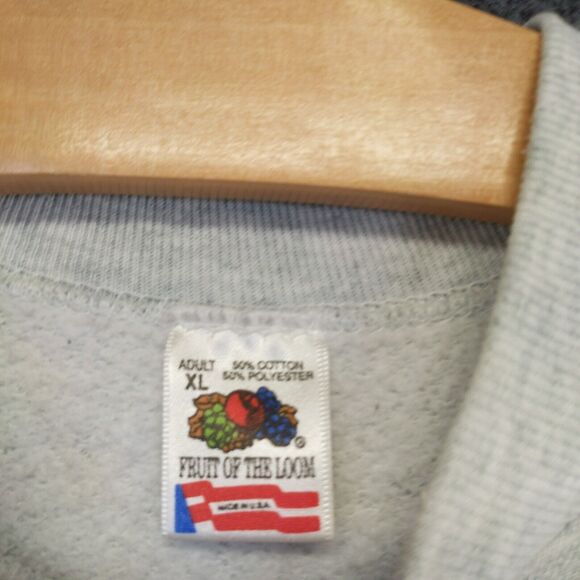 ADULT 50% COTTON
XL 50% POLYESTER
®
FRUIT OF THE LOOM
MADE IN U.S.A.